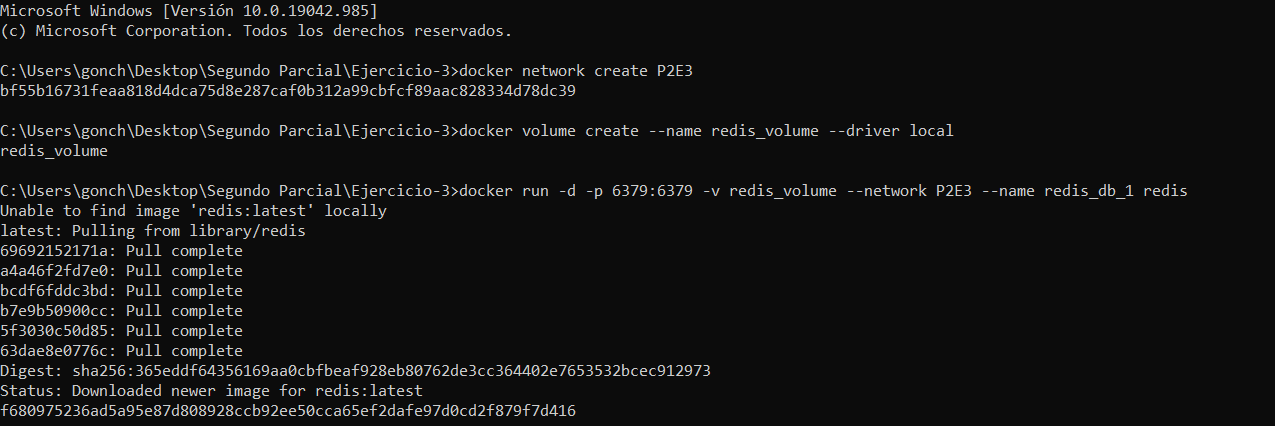 Microsoft Windows [Versión 10.0.19042.985]
(c) Microsoft Corporation. Todos los derechos reservados.
C:\Users\gonch\Desktop\Segundo Parcial\Ejercicio-3>docker network create P2E3
bf55b16731feaa818d4dca75d8e287caf0b312a99cbfcf89aac828334d78dc39
C:\Users\gonch\Desktop\Segundo Parcial\Ejercicio-3>docker volume create --name redis_volume --driver local
redis_volume
C:\Users\gonch\Desktop\Segundo Parcial\Ejercicio-3>docker run -d -p 6379:6379 -v redis_volume --network P2E3 --name redis_db_1 redis
Unable to find image 'redis:latest' locally
latest: Pulling from library/redis
69692152171a: Pull complete
a4a46f2fd7e0: Pull complete
bcdf6fddc3bd: Pull complete
b7e9b50900cc: Pull complete
5f3030c50d85: Pull complete
63dae8e0776c: Pull complete
Digest: sha256:365eddf64356169aa0cbfbeaf928eb80762de3cc364402e7653532bcec912973
Status: Downloaded newer image for redis:latest
f680975236ad5a95e87d808928ccb92ee50cca65ef2dafe97d0cd2f879f7d416